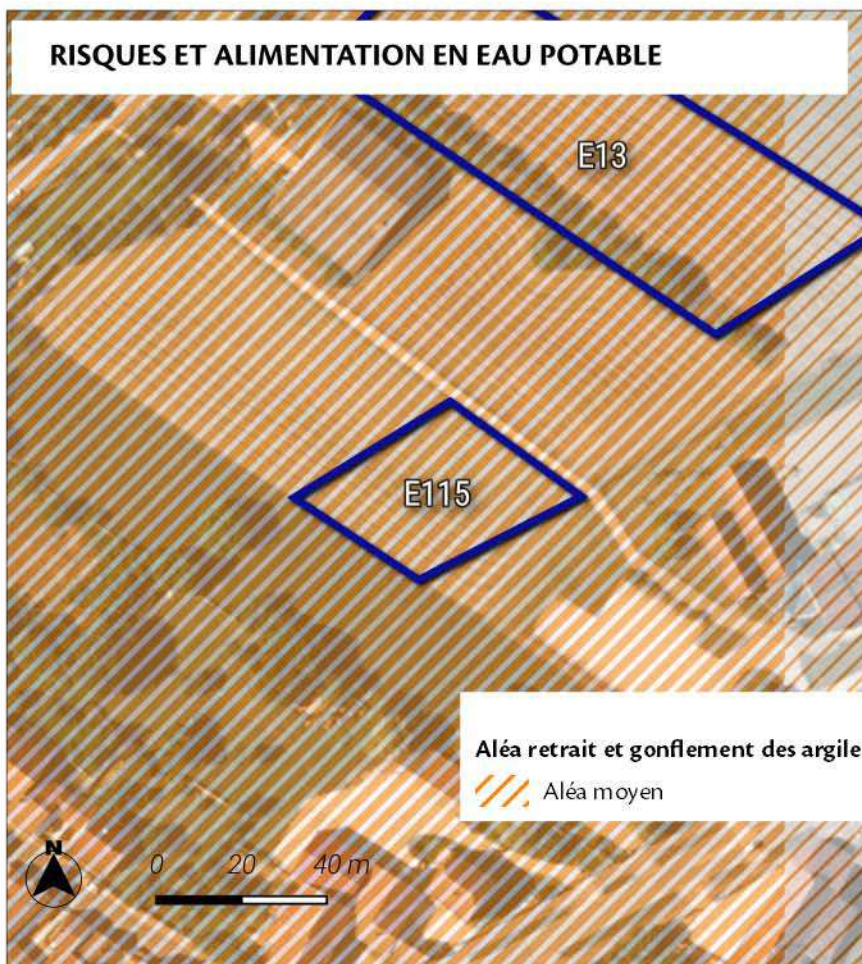 RISQUES ET ALIMENTATION EN EAU POTABLE
E13
E115
Aléa retrait et gonflement des argile
Aléa moyen
N
0 20 40 m